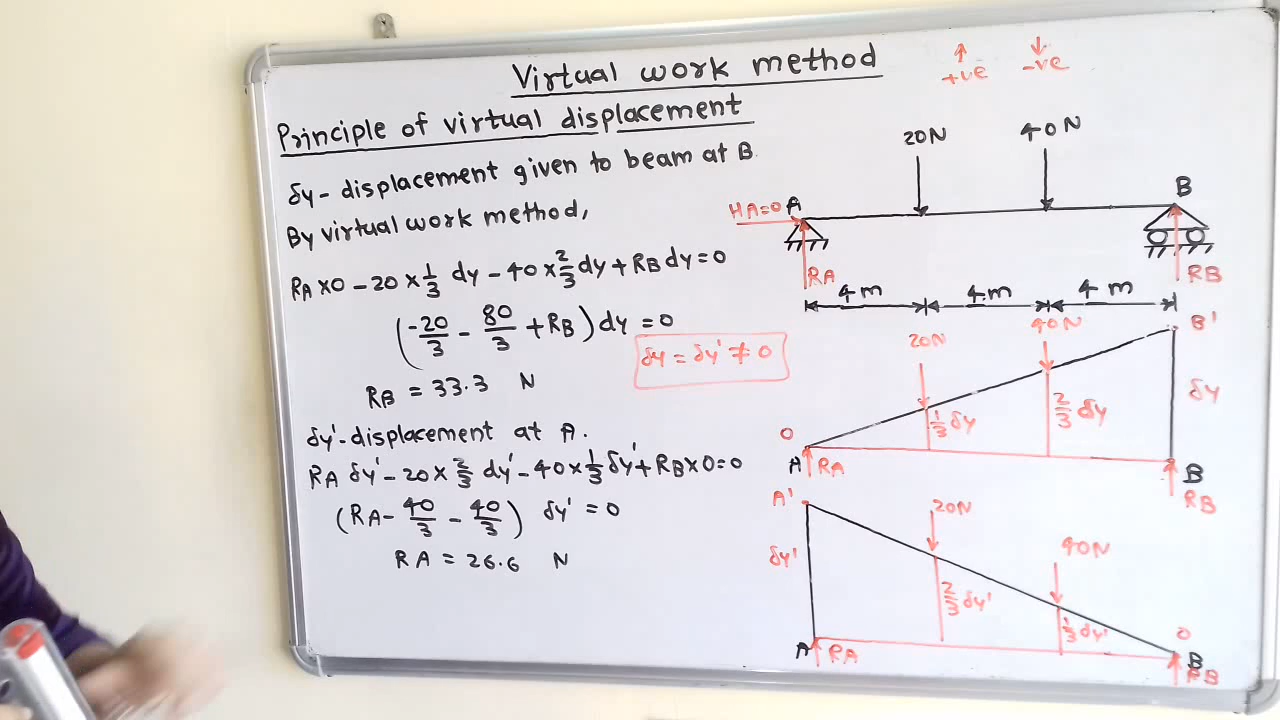 Virtual work method
↑ +ve ↓ -ve
Principle of virtual displacement
δy - displacement given to beam at B.
By virtual work method,
RA×0 - 20×1/3 dy - 40×2/3 dy + RB dy = 0
(-20/3 - 80/3 + RB) dy = 0
δy = δy' ≠ 0
RB = 33.3 N
δy' - displacement at A.
RA δy' - 20×2/3 dy' - 40×1/3 δy' + RB×0 = 0
(RA - 40/3 - 40/3) δy' = 0
RA = 26.6 N
20N 40N
HA=0 A B
RA RB
4m 4m 4m
20N 40N B'
1/3 δy 2/3 δy δy
0
A RA B
RB
A' 20N
40N
δy' 2/3 δy' 1/3 dy' 0
A RA B
RB